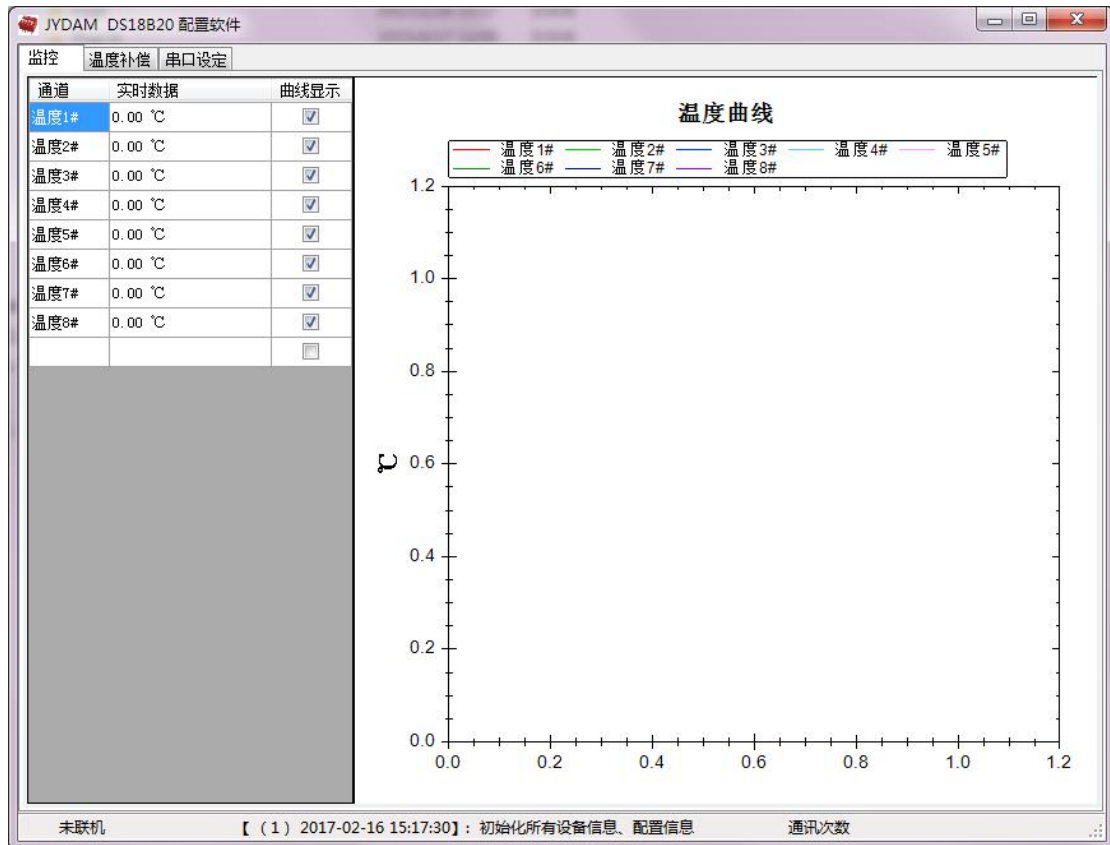 JYDAM DS18B20 配置软件
监控 温度补偿 串口设定
通道 实时数据 曲线显示
温度1# 0.00 ℃
温度2# 0.00 ℃
温度3# 0.00 ℃
温度4# 0.00 ℃
温度5# 0.00 ℃
温度6# 0.00 ℃
温度7# 0.00 ℃
温度8# 0.00 ℃
温度曲线
温度1# 温度2# 温度3# 温度4# 温度5#
温度6# 温度7# 温度8#
1.2
1.0
0.8
0.6
0.4
0.2
0.0
℃
0.0 0.2 0.4 0.6 0.8 1.0 1.2
未联机 【（1）2017-02-16 15:17:30】：初始化所有设备信息、配置信息 通讯次数